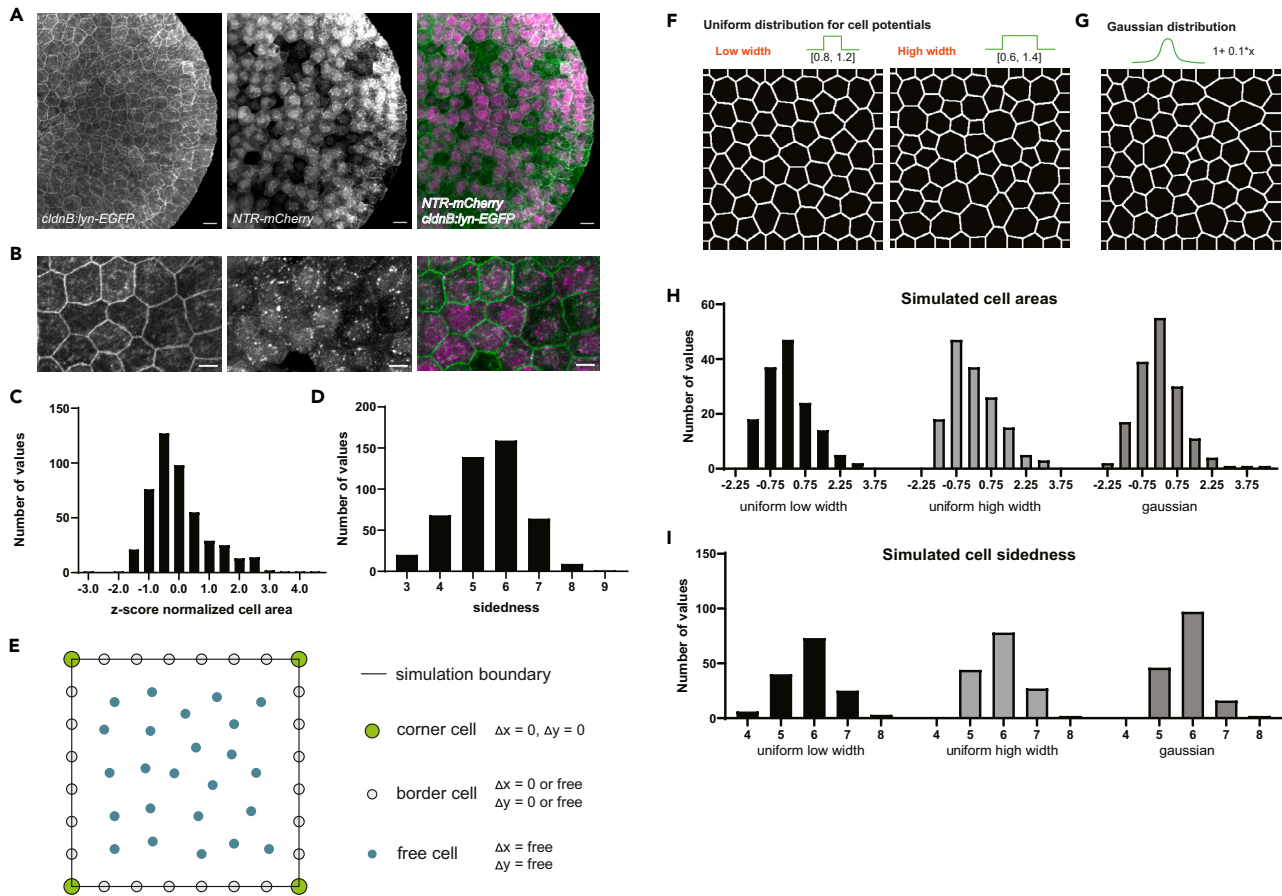 A
cldnB:lyn-EGFP
NTR-mCherry
NTR-mCherry
cldnB:lyn-EGFP
B
C
Number of values
150
100
50
0
-3.0 -2.0 -1.0 0.0 1.0 2.0 3.0 4.0
z-score normalized cell area
D
Number of values
200
150
100
50
0
3 4 5 6 7 8 9
sidedness
E
simulation boundary
corner cell Δx = 0, Δy = 0
border cell Δx = 0 or free
Δy = 0 or free
free cell Δx = free
Δy = free
F
Uniform distribution for cell potentials
Low width
[0.8, 1.2]
High width
[0.6, 1.4]
G
Gaussian distribution
1+ 0.1*x
H
Simulated cell areas
Number of values
60
40
20
0
-2.25 -0.75 0.75 2.25 3.75
uniform low width
-2.25 -0.75 0.75 2.25 3.75
uniform high width
-2.25 -0.75 0.75 2.25 3.75
gaussian
I
Simulated cell sidedness
Number of values
150
100
50
0
4 5 6 7 8
uniform low width
4 5 6 7 8
uniform high width
4 5 6 7 8
gaussian